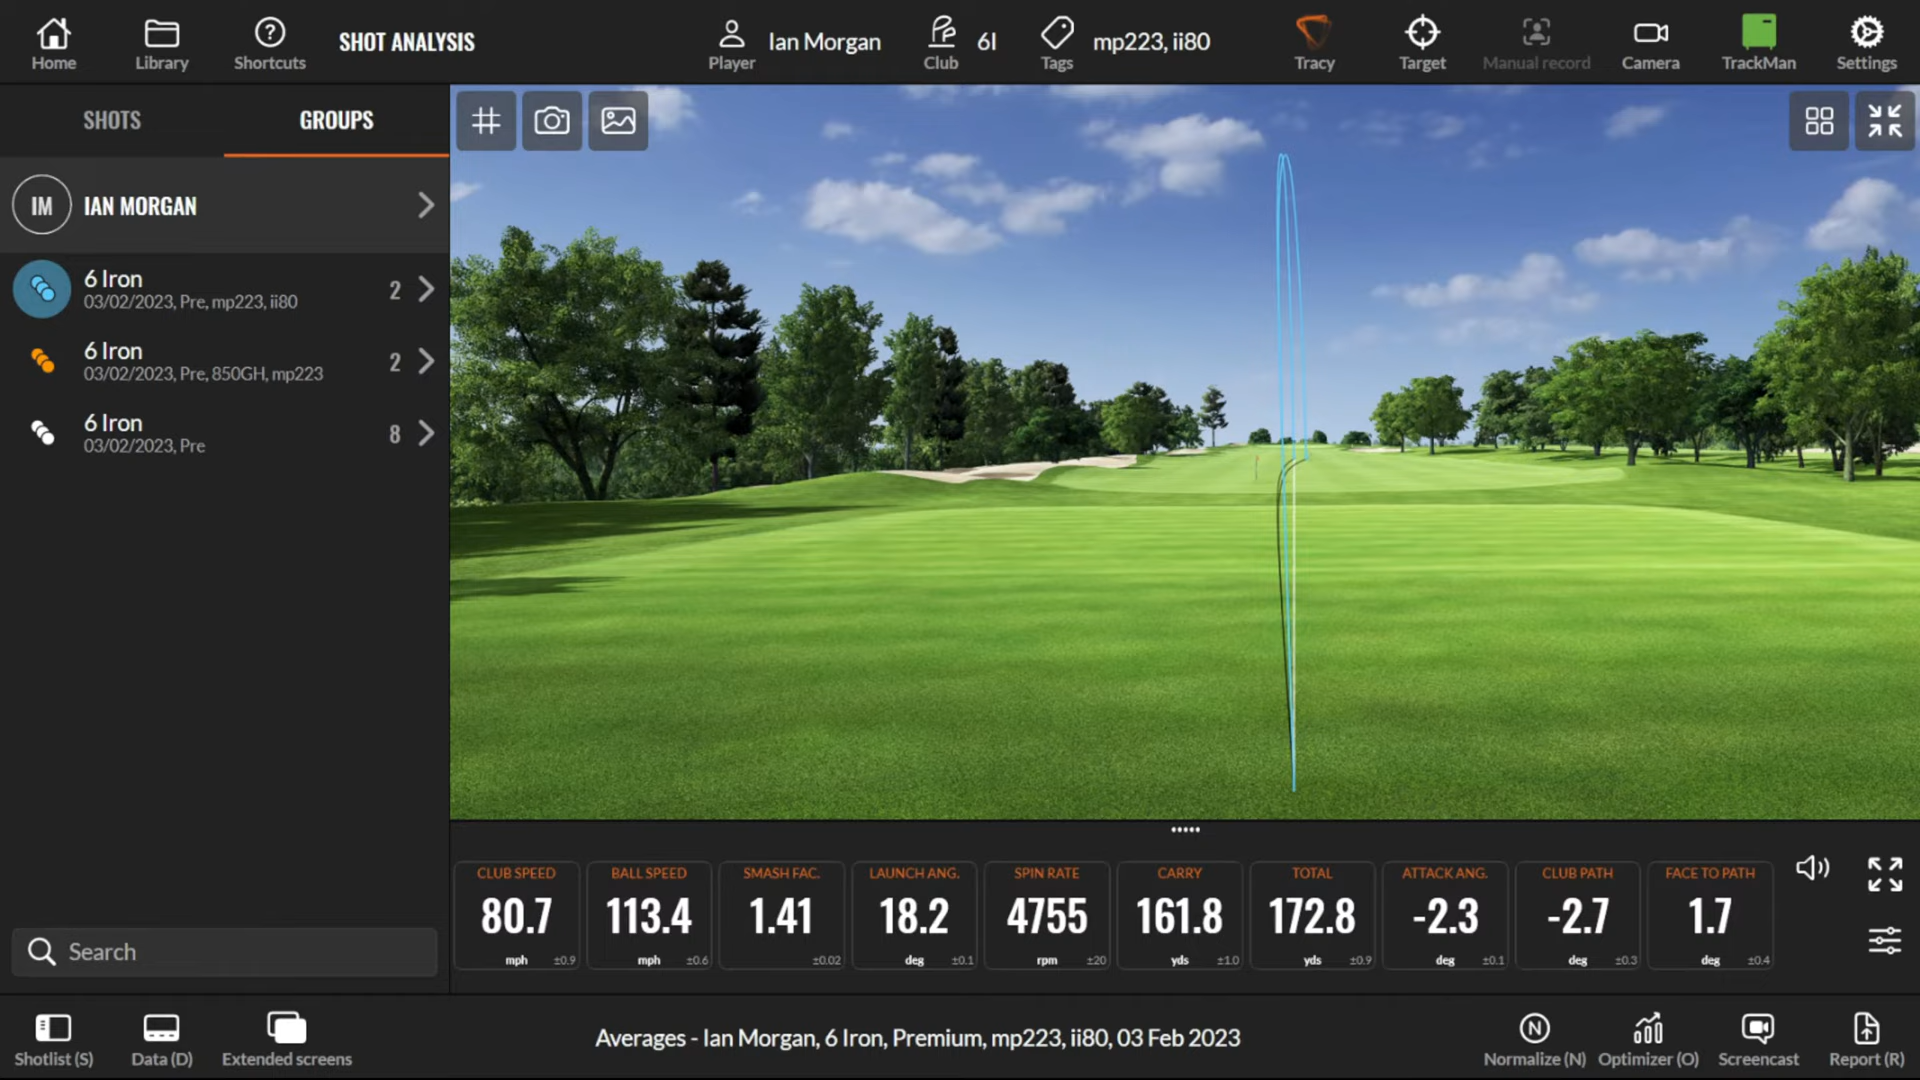 Home
Library
Shortcuts
SHOT ANALYSIS
Player
Ian Morgan
Club
6I
Tags
mp223, ii80
Tracy
Target
Manual record
Camera
TrackMan
Settings
SHOTS
GROUPS
IM
IAN MORGAN
6 Iron
03/02/2023, Pre, mp223, ii80
2
6 Iron
03/02/2023, Pre, 850GH, mp223
2
6 Iron
03/02/2023, Pre
8
Search
CLUB SPEED
80.7
mph ±0.9
BALL SPEED
113.4
mph ±0.6
SMASH FAC.
1.41
±0.02
LAUNCH ANG.
18.2
deg ±0.1
SPIN RATE
4755
rpm ±20
CARRY
161.8
yds ±1.0
TOTAL
172.8
yds ±0.9
ATTACK ANG.
-2.3
deg ±0.1
CLUB PATH
-2.7
deg ±0.3
FACE TO PATH
1.7
deg ±0.4
Shotlist (S)
Data (D)
Extended screens
Averages - Ian Morgan, 6 Iron, Premium, mp223, ii80, 03 Feb 2023
N
Normalize (N)
Optimizer (O)
Screencast
Report (R)